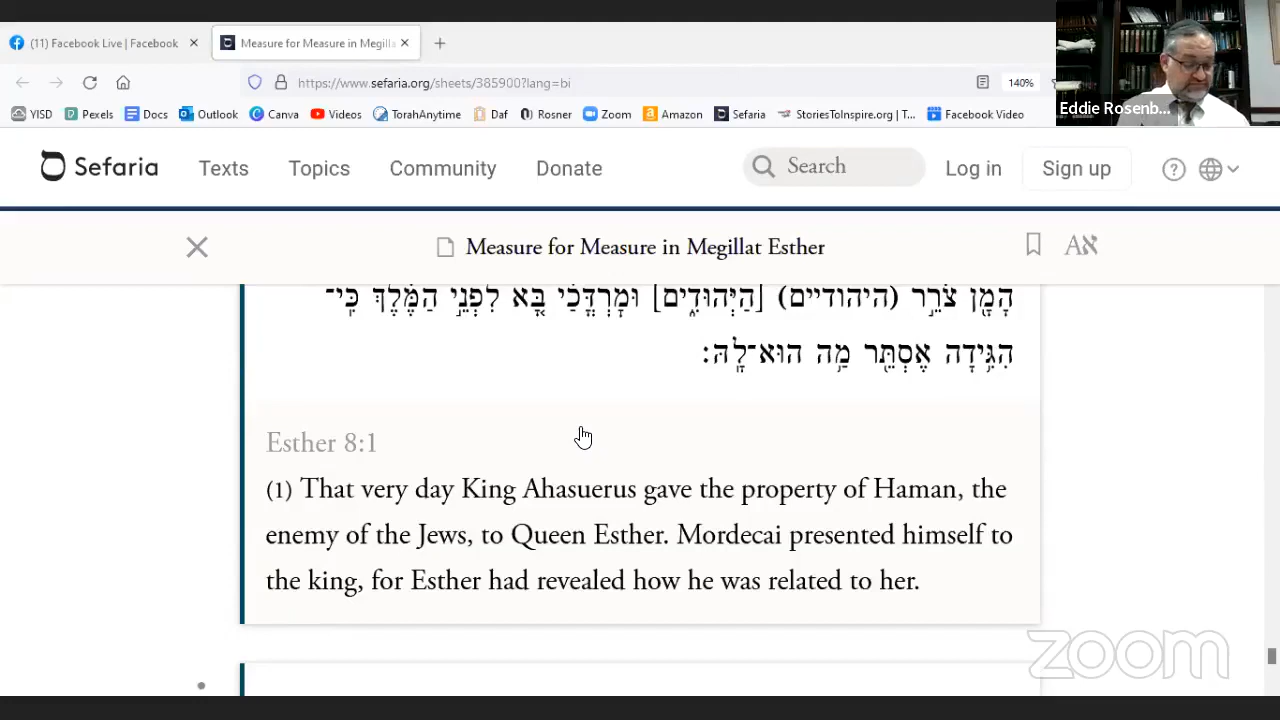 (11) Facebook Live | Facebook
Measure for Measure in Megilla
https://www.sefaria.org/sheets/385900?lang=bi
140%
YISD Pexels Docs Outlook Canva Videos TorahAnytime Daf Rosner Zoom Amazon Sefaria StoriesToInspire.org | T... Facebook Video
Eddie Rosenb...
Sefaria Texts Topics Community Donate Search Log in Sign up
Measure for Measure in Megillat Esther
Aא
הָמָ֖ן צֹרֵ֣ר (היהודיים) [הַיְּהוּדִ֑ים] וּמָרְדֳּכַ֗י בָּ֚א לִפְנֵ֣י הַמֶּ֔לֶךְ כִּֽי־
הִגִּ֥ידָה אֶסְתֵּ֖ר מַ֥ה הוּא־לָֽהּ׃
Esther 8:1
(1) That very day King Ahasuerus gave the property of Haman, the
enemy of the Jews, to Queen Esther. Mordecai presented himself to
the king, for Esther had revealed how he was related to her.
zoom